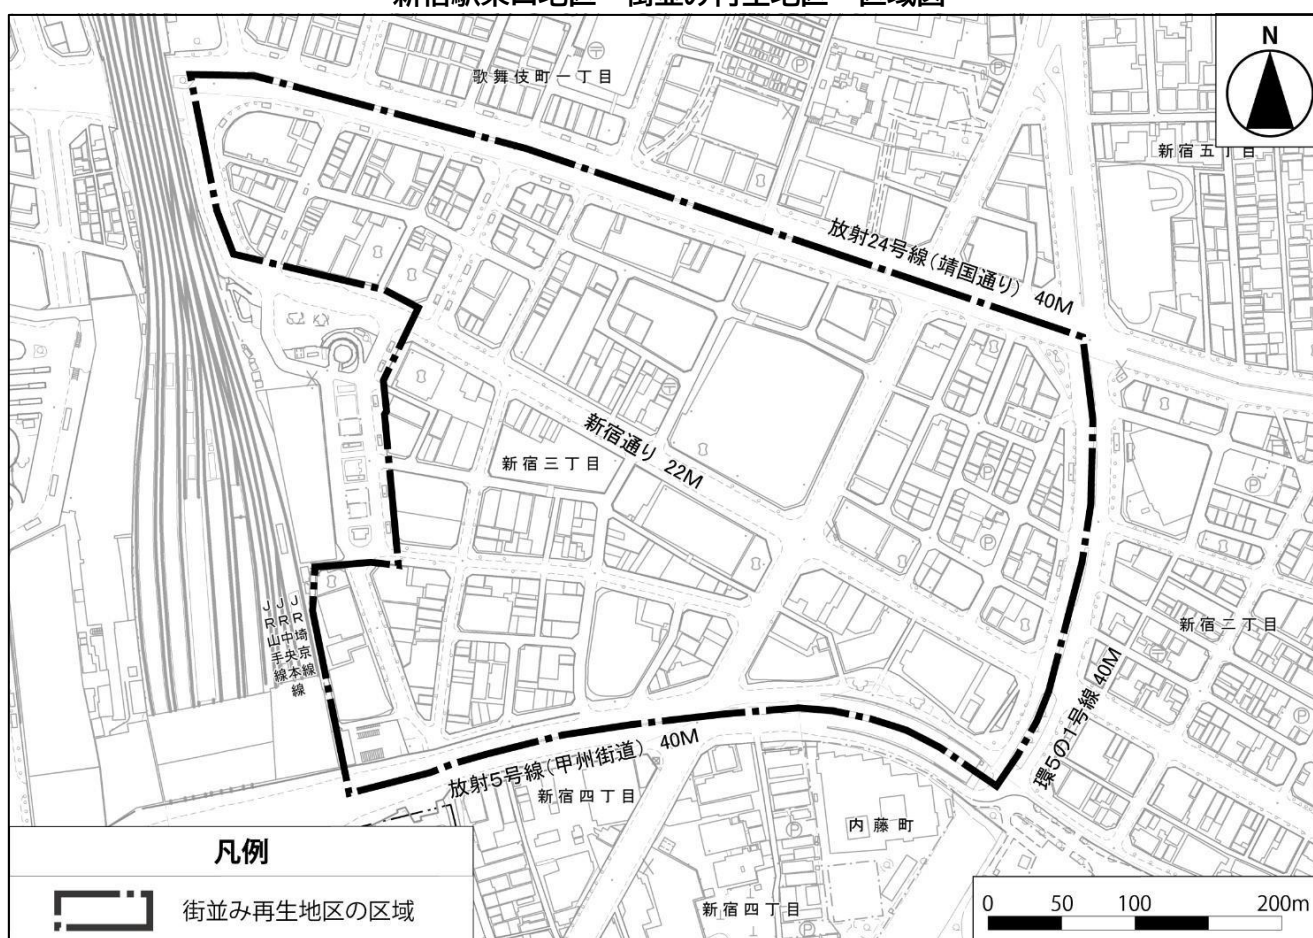 新宿駅東口地区 街並み再生地区 区域図
N
歌舞伎町一丁目
新宿五丁目
放射24号線(靖国通り) 40M
新宿通り 22M
新宿三丁目
JR埼京線
JR中央本線
JR山手線
新宿二丁目
環5の1号線 40M
放射5号線(甲州街道) 40M
新宿四丁目
内藤町
新宿四丁目
凡例
街並み再生地区の区域
0 50 100 200m